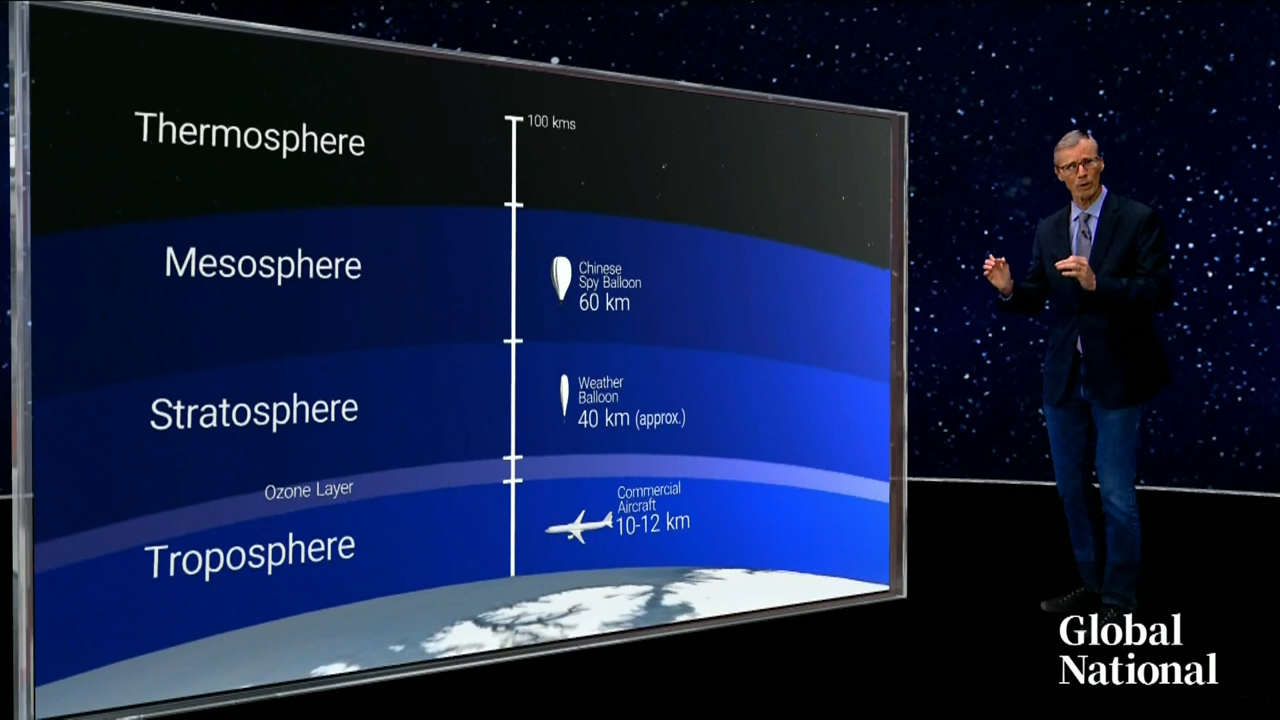 Thermosphere
100 kms
Mesosphere
Chinese
Spy Balloon
60 km
Stratosphere
Weather
Balloon
40 km (approx.)
Ozone Layer
Commercial
Aircraft
10-12 km
Troposphere
Global
National